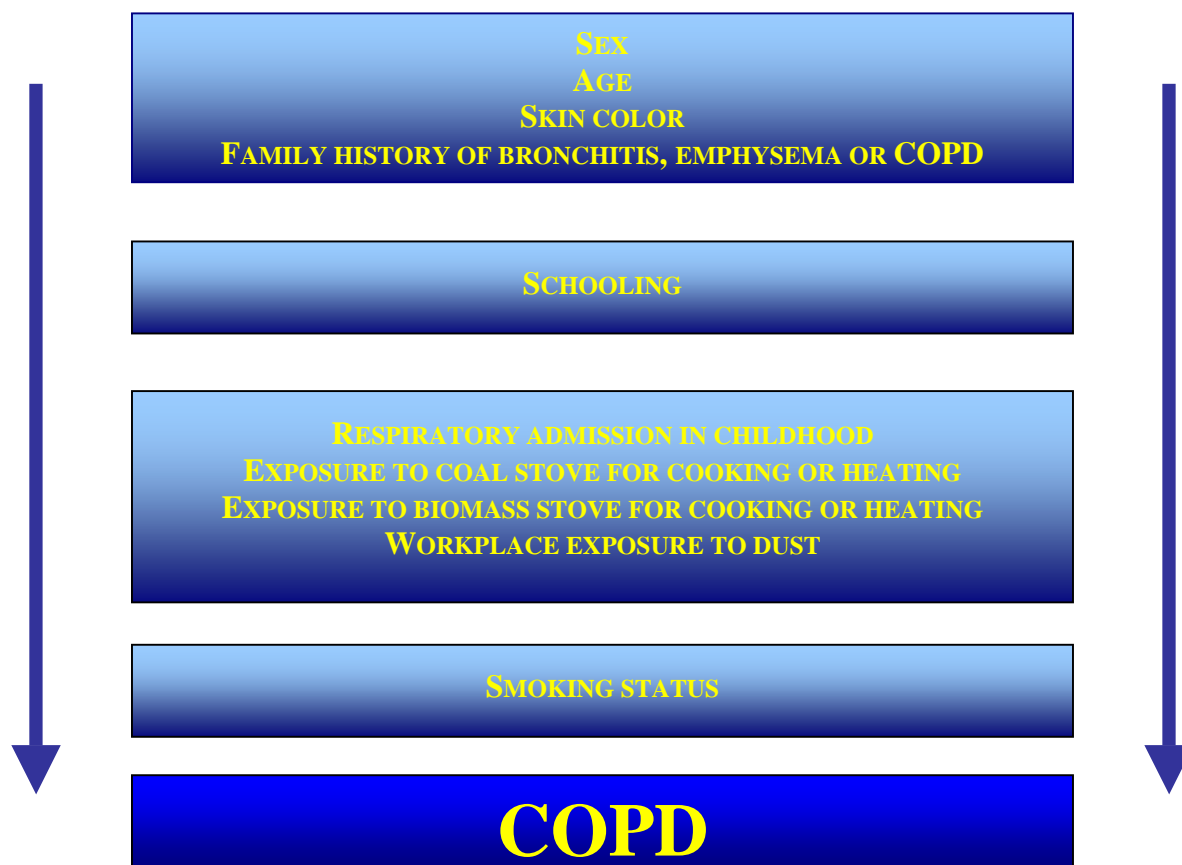 Sex
Age
Skin color
Family history of bronchitis, emphysema or COPD
Schooling
Respiratory admission in childhood
Exposure to coal stove for cooking or heating
Exposure to biomass stove for cooking or heating
Workplace exposure to dust
Smoking status
COPD